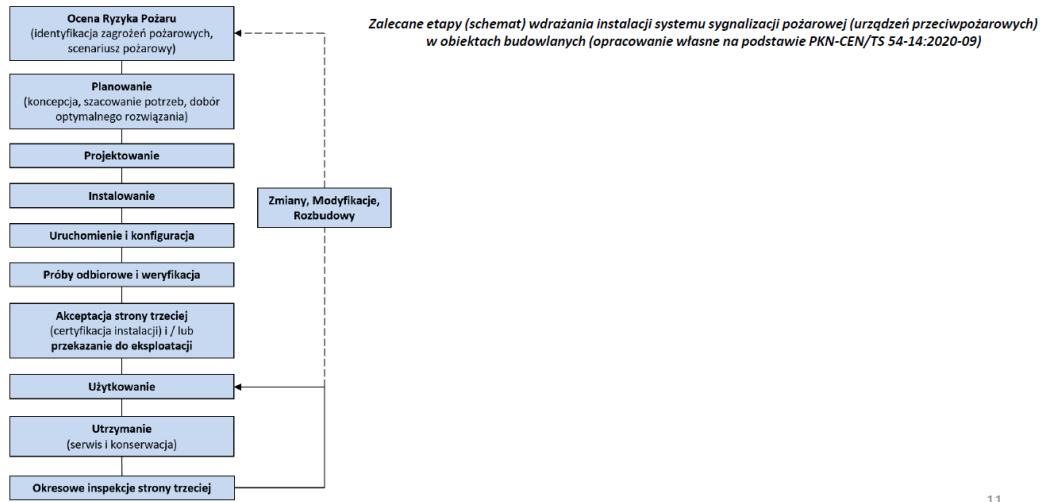 Ocena Ryzyka Pożaru
(identyfikacja zagrożeń pożarowych,
scenariusz pożarowy)
Zalecane etapy (schemat) wdrażania instalacji systemu sygnalizacji pożarowej (urządzeń przeciwpożarowych)
w obiektach budowlanych (opracowanie własne na podstawie PKN-CEN/TS 54-14:2020-09)
Planowanie
(koncepcja, szacowanie potrzeb, dobór
optymalnego rozwiązania)
Projektowanie
Instalowanie
Zmiany, Modyfikacje,
Rozbudowy
Uruchomienie i konfiguracja
Próby odbiorowe i weryfikacja
Akceptacja strony trzeciej
(certyfikacja instalacji) i / lub
przekazanie do eksploatacji
Użytkowanie
Utrzymanie
(serwis i konserwacja)
Okresowe inspekcje strony trzeciej
11